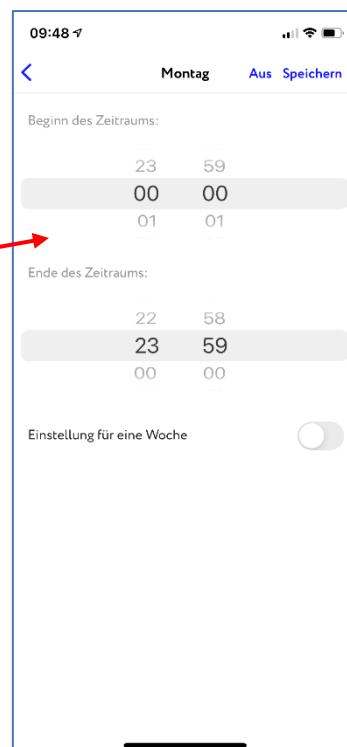 09:48
Montag Aus Speichern
Beginn des Zeitraums:
23 59
00 00
01 01
Ende des Zeitraums:
22 58
23 59
00 00
Einstellung für eine Woche